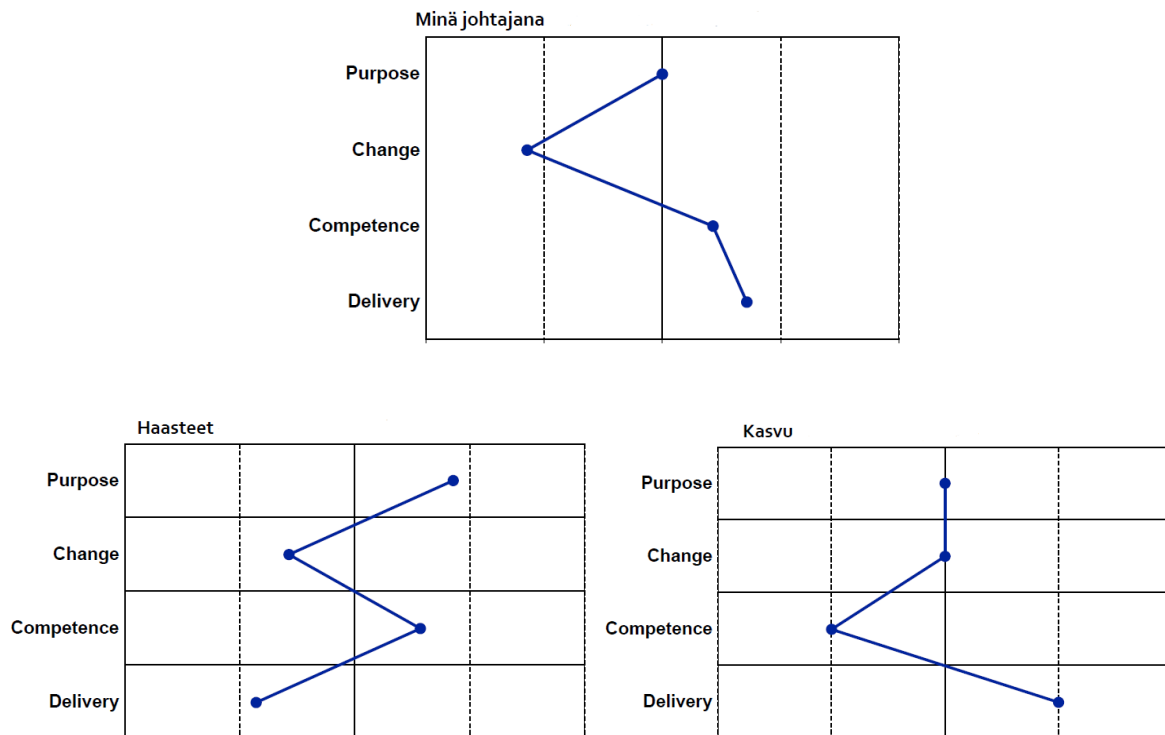 Minä johtajana
Purpose
Change
Competence
Delivery
Haasteet
Purpose
Change
Competence
Delivery
Kasvu
Purpose
Change
Competence
Delivery